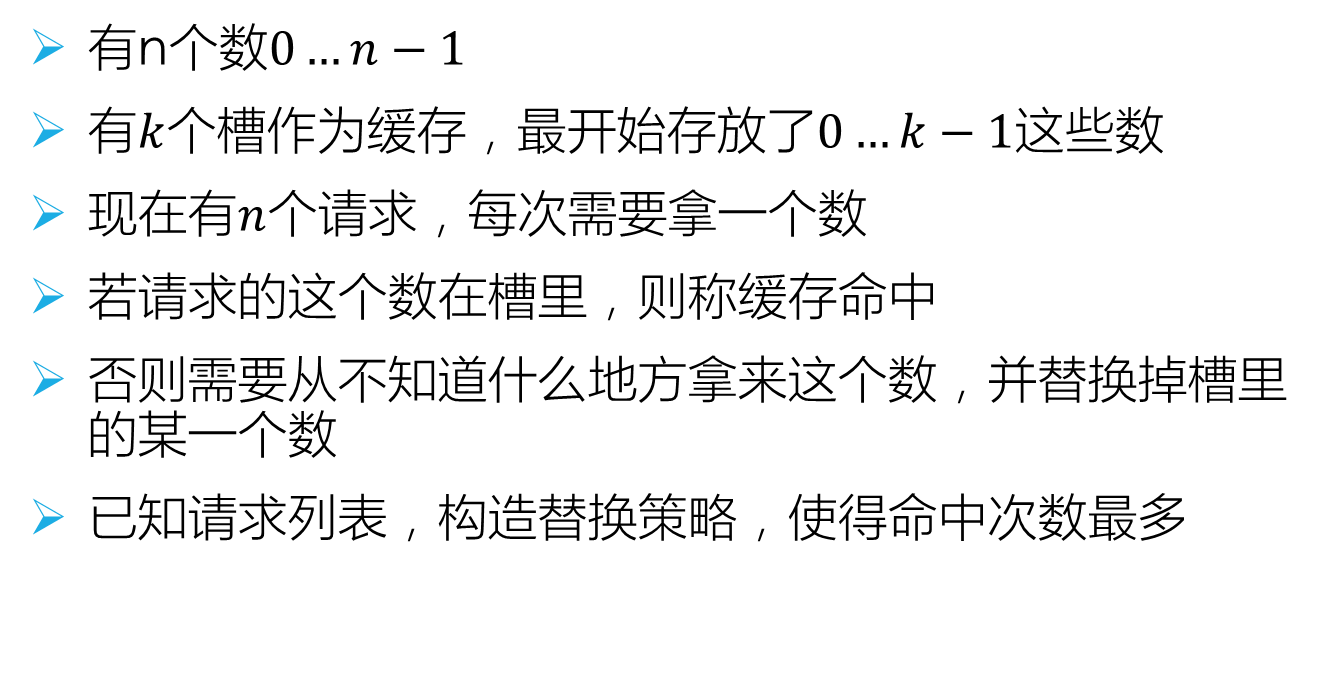 ➢ 有n个数0 … n − 1
➢ 有k个槽作为缓存，最开始存放了0 … k − 1这些数
➢ 现在有n个请求，每次需要拿一个数
➢ 若请求的这个数在槽里，则称缓存命中
➢ 否则需要从不知道什么地方拿来这个数，并替换掉槽里
的某一个数
➢ 已知请求列表，构造替换策略，使得命中次数最多